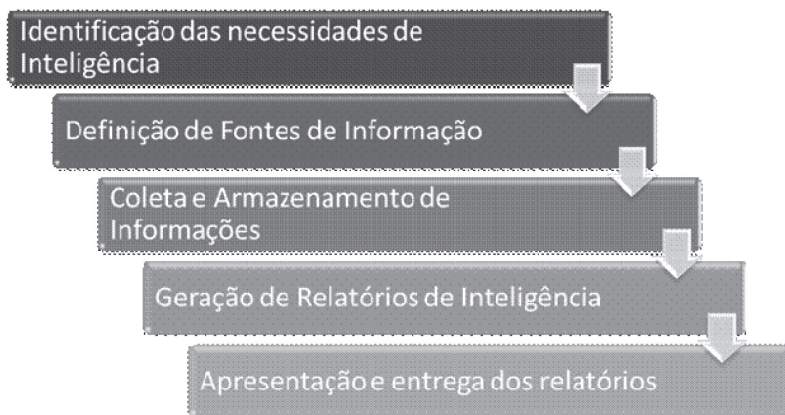 Identificação das necessidades de
Inteligência
Definição de Fontes de Informação
Coleta e Armazenamento de
Informações
Geração de Relatórios de Inteligência
Apresentação e entrega dos relatórios